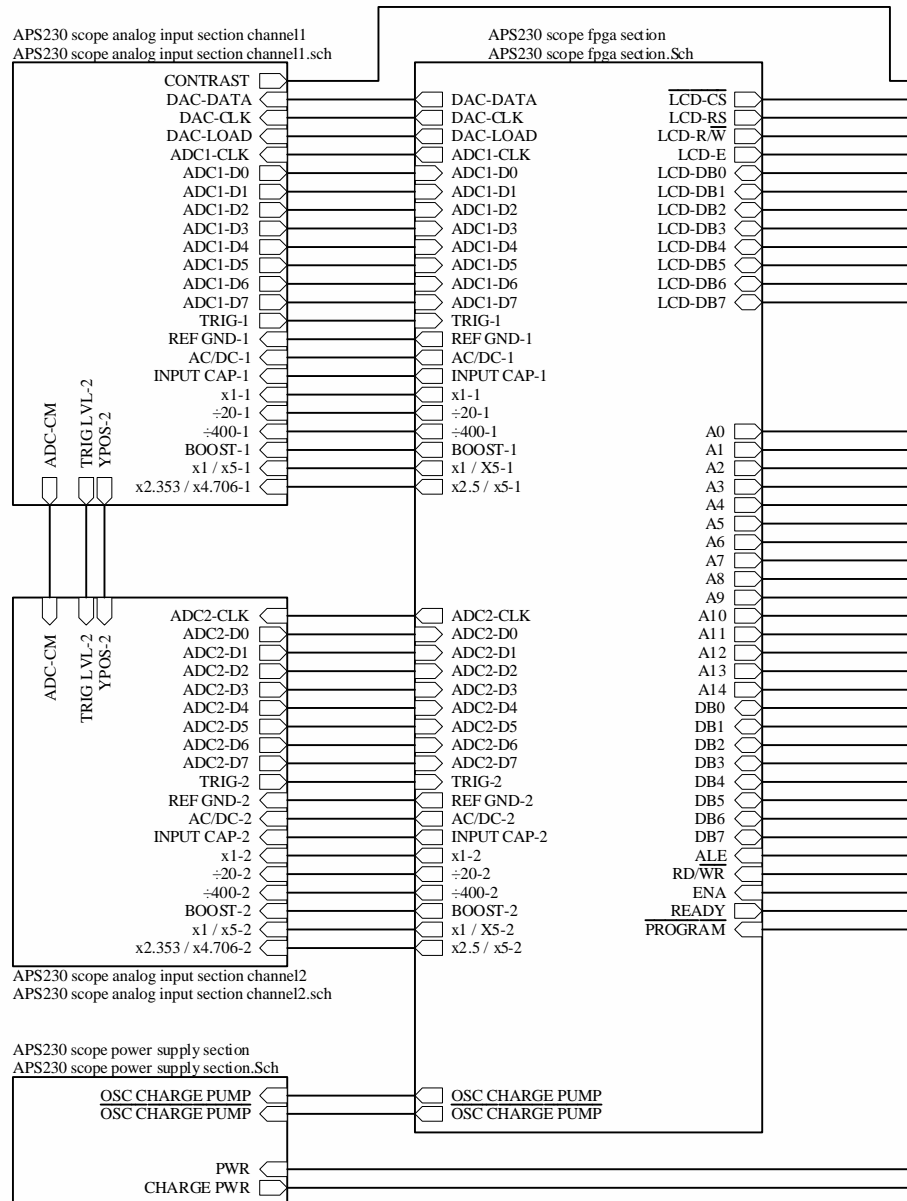 APS230 scope analog input section channel1
APS230 scope analog input section channel1.sch
CONTRAST
DAC-DATA
DAC-CLK
DAC-LOAD
ADC1-CLK
ADC1-D0
ADC1-D1
ADC1-D2
ADC1-D3
ADC1-D4
ADC1-D5
ADC1-D6
ADC1-D7
TRIG-1
REF GND-1
AC/DC-1
INPUT CAP-1
x1-1
÷20-1
÷400-1
BOOST-1
x1 / x5-1
x2.353 / x4.706-1
ADC-CM
TRIG LVL-2
YPOS-2
APS230 scope fpga section
APS230 scope fpga section.Sch
DAC-DATA
DAC-CLK
DAC-LOAD
ADC1-CLK
ADC1-D0
ADC1-D1
ADC1-D2
ADC1-D3
ADC1-D4
ADC1-D5
ADC1-D6
ADC1-D7
TRIG-1
REF GND-1
AC/DC-1
INPUT CAP-1
x1-1
÷20-1
÷400-1
BOOST-1
x1 / X5-1
x2.5 / x5-1
ADC2-CLK
ADC2-D0
ADC2-D1
ADC2-D2
ADC2-D3
ADC2-D4
ADC2-D5
ADC2-D6
ADC2-D7
TRIG-2
REF GND-2
AC/DC-2
INPUT CAP-2
x1-2
÷20-2
÷400-2
BOOST-2
x1 / X5-2
x2.5 / x5-2
OSC CHARGE PUMP
OSC CHARGE PUMP
LCD-CS
LCD-RS
LCD-R/W
LCD-E
LCD-DB0
LCD-DB1
LCD-DB2
LCD-DB3
LCD-DB4
LCD-DB5
LCD-DB6
LCD-DB7
A0
A1
A2
A3
A4
A5
A6
A7
A8
A9
A10
A11
A12
A13
A14
DB0
DB1
DB2
DB3
DB4
DB5
DB6
DB7
ALE
RD/WR
ENA
READY
PROGRAM
ADC-CM
TRIG LVL-2
YPOS-2
ADC2-CLK
ADC2-D0
ADC2-D1
ADC2-D2
ADC2-D3
ADC2-D4
ADC2-D5
ADC2-D6
ADC2-D7
TRIG-2
REF GND-2
AC/DC-2
INPUT CAP-2
x1-2
÷20-2
÷400-2
BOOST-2
x1 / x5-2
x2.353 / x4.706-2
APS230 scope analog input section channel2
APS230 scope analog input section channel2.sch
APS230 scope power supply section
APS230 scope power supply section.Sch
OSC CHARGE PUMP
OSC CHARGE PUMP
PWR
CHARGE PWR